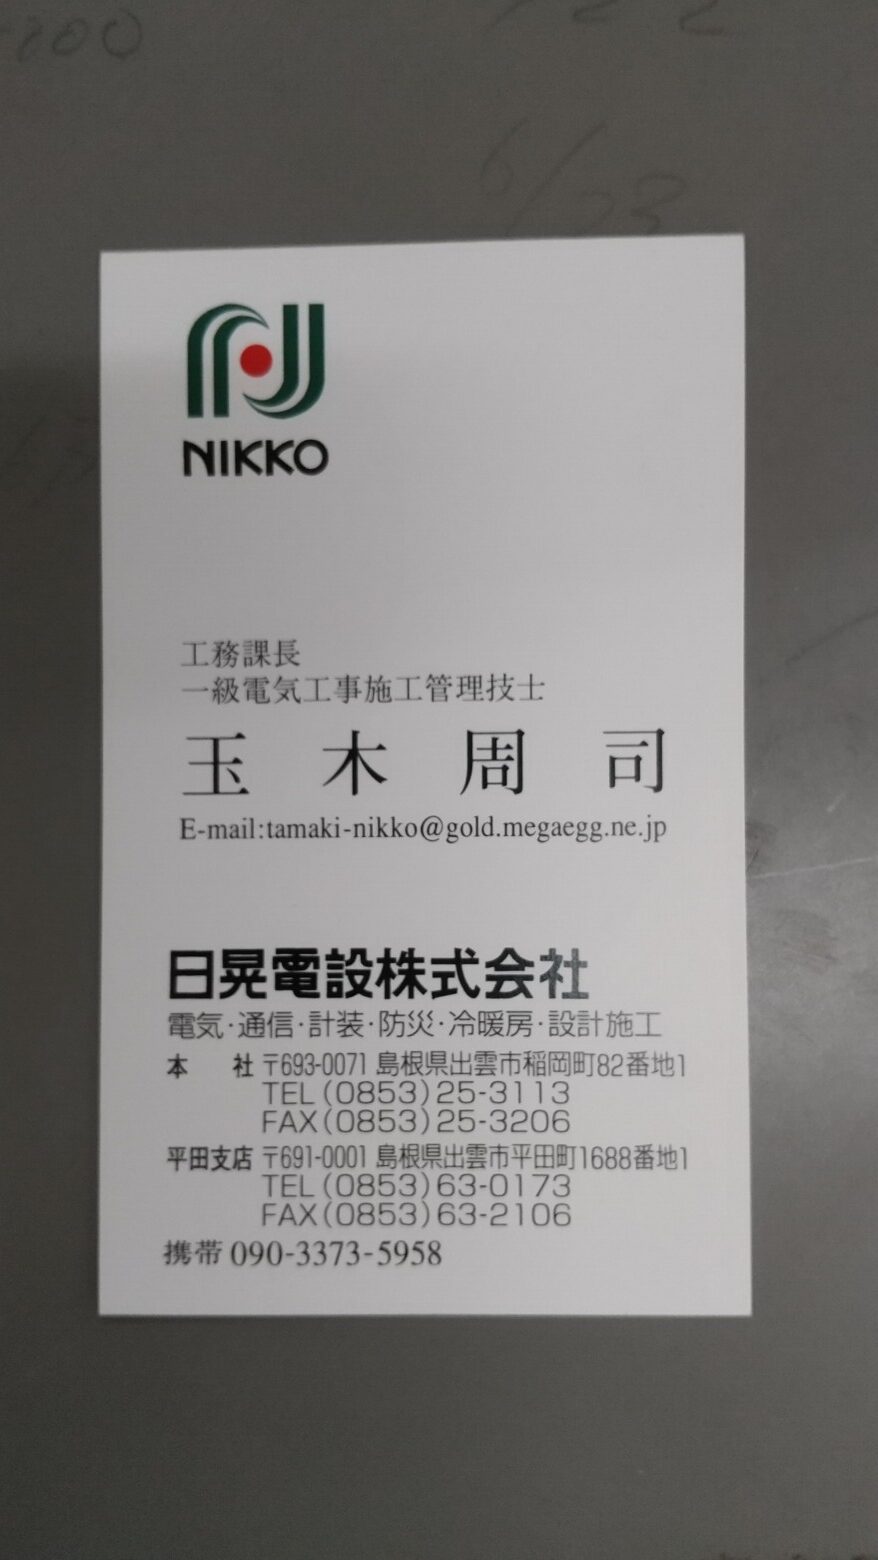 NIKKO
工務課長
一級電気工事施工管理技士
玉木周司
E-mail:tamaki-nikko@gold.megaegg.ne.jp
日晃電設株式会社
電気・通信・計装・防災・冷暖房・設計施工
本 社 〒693-0071 島根県出雲市稲岡町82番地1
TEL(0853)25-3113
FAX(0853)25-3206
平田支店 〒691-0001 島根県出雲市平田町1688番地1
TEL(0853)63-0173
FAX(0853)63-2106
携帯 090-3373-5958